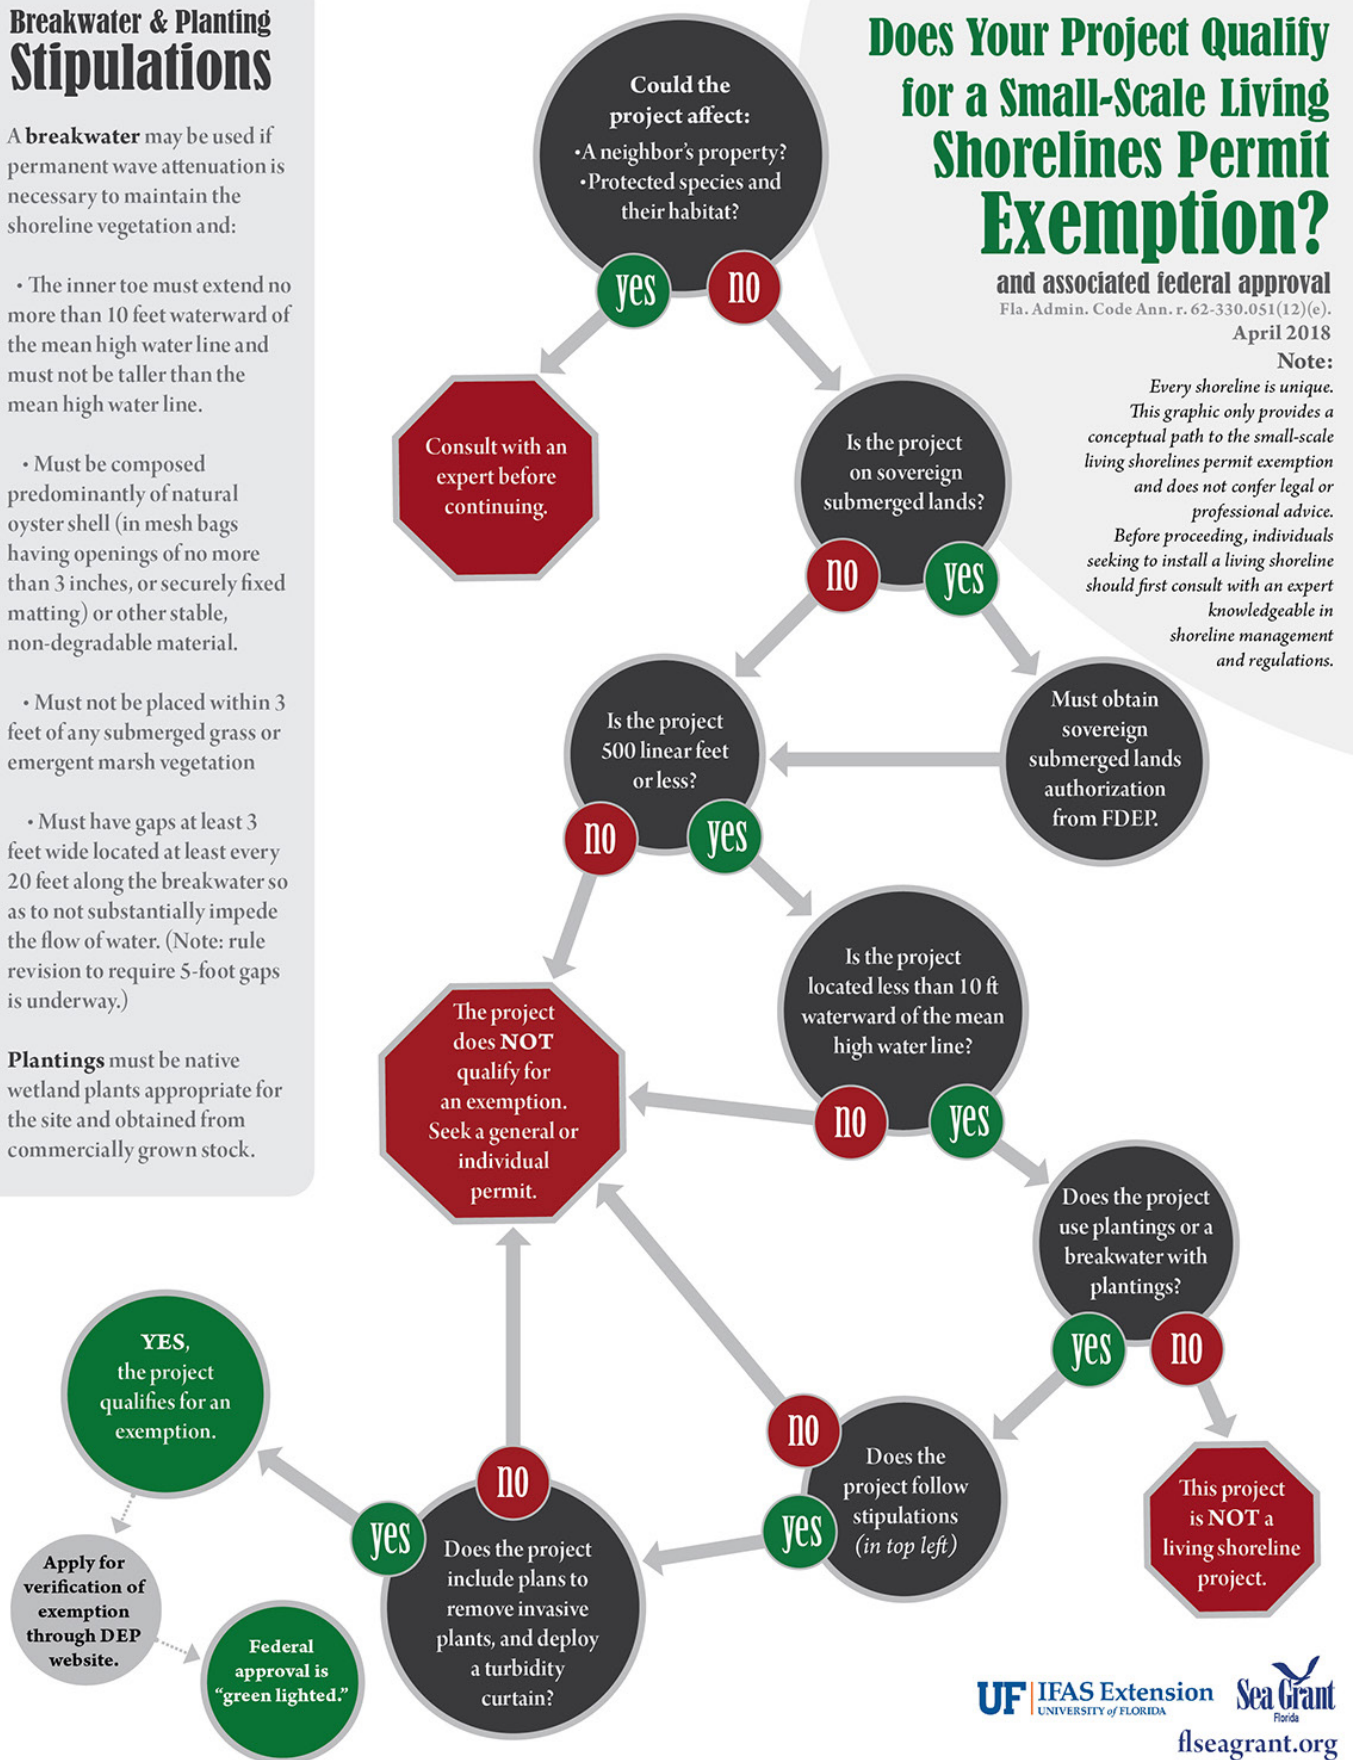 Breakwater & Planting
Stipulations
A breakwater may be used if
permanent wave attenuation is
necessary to maintain the
shoreline vegetation and:
• The inner toe must extend no
more than 10 feet waterward of
the mean high water line and
must not be taller than the
mean high water line.
• Must be composed
predominantly of natural
oyster shell (in mesh bags
having openings of no more
than 3 inches, or securely fixed
matting) or other stable,
non-degradable material.
• Must not be placed within 3
feet of any submerged grass or
emergent marsh vegetation
• Must have gaps at least 3
feet wide located at least every
20 feet along the breakwater so
as to not substantially impede
the flow of water. (Note: rule
revision to require 5-foot gaps
is underway.)
Plantings must be native
wetland plants appropriate for
the site and obtained from
commercially grown stock.
Does Your Project Qualify
for a Small-Scale Living
Shorelines Permit
Exemption?
and associated federal approval
Fla. Admin. Code Ann. r. 62-330.051(12)(e).
April 2018
Note:
Every shoreline is unique.
This graphic only provides a
conceptual path to the small-scale
living shorelines permit exemption
and does not confer legal or
professional advice.
Before proceeding, individuals
seeking to install a living shoreline
should first consult with an expert
knowledgeable in
shoreline management
and regulations.
Could the
project affect:
•A neighbor's property?
•Protected species and
their habitat?
yes
no
Consult with an
expert before
continuing.
Is the project
on sovereign
submerged lands?
no
yes
Must obtain
sovereign
submerged lands
authorization
from FDEP.
Is the project
500 linear feet
or less?
no
yes
Is the project
located less than 10 ft
waterward of the mean
high water line?
no
yes
The project
does NOT
qualify for
an exemption.
Seek a general or
individual
permit.
Does the project
use plantings or a
breakwater with
plantings?
yes
no
This project
is NOT a
living shoreline
project.
no
yes
Does the
project follow
stipulations
(in top left)
no
yes
Does the project
include plans to
remove invasive
plants, and deploy
a turbidity
curtain?
YES,
the project
qualifies for an
exemption.
Apply for
verification of
exemption
through DEP
website.
Federal
approval is
"green lighted."
UF IFAS Extension
UNIVERSITY of FLORIDA
Sea Grant
Florida
flseagrant.org